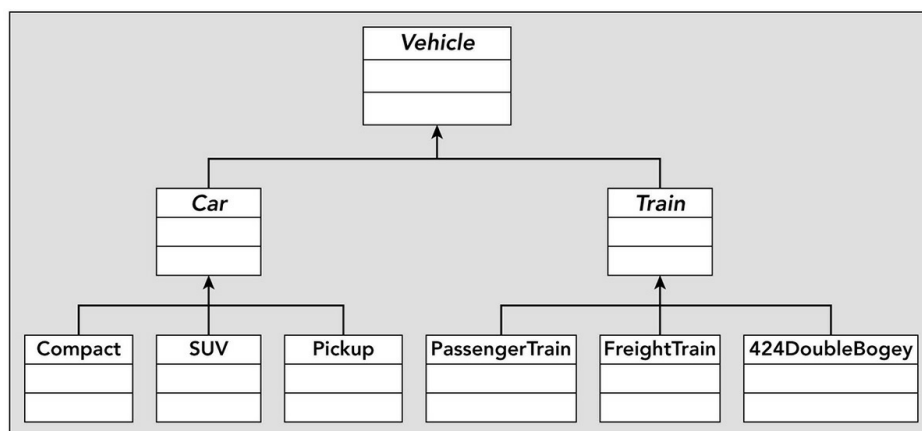 Vehicle
Car
Train
Compact
SUV
Pickup
PassengerTrain
FreightTrain
424DoubleBogey